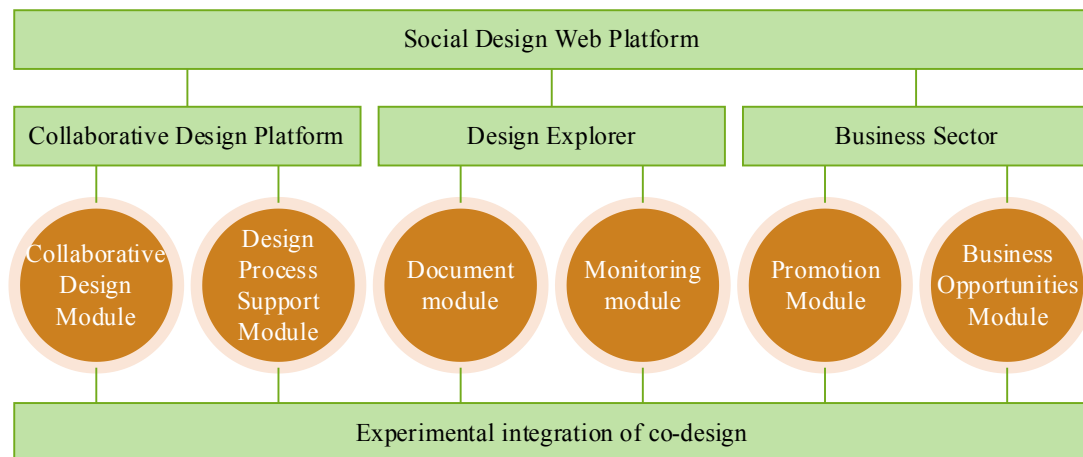 Social Design Web Platform
Collaborative Design Platform
Design Explorer
Business Sector
Collaborative
Design
Module
Design
Process
Support
Module
Document
module
Monitoring
module
Promotion
Module
Business
Opportunities
Module
Experimental integration of co-design